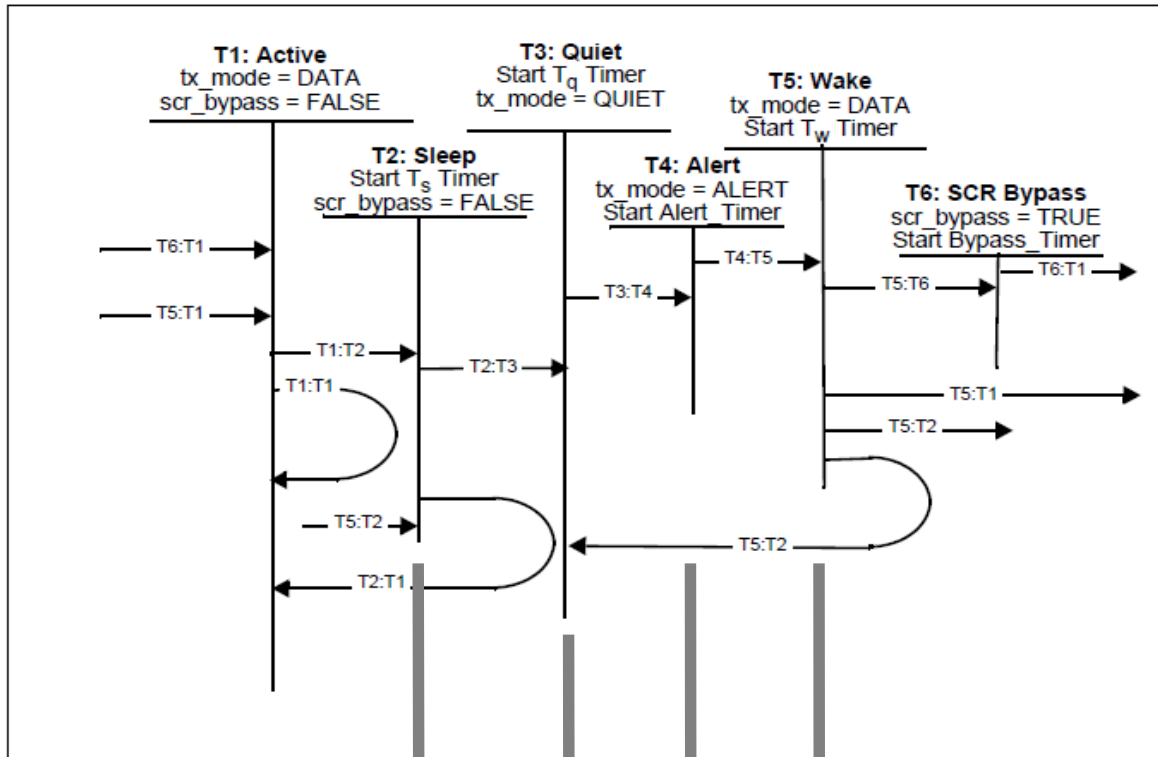 T1: Active
tx_mode = DATA
scr_bypass = FALSE
T3: Quiet
Start Tq Timer
tx_mode = QUIET
T5: Wake
tx_mode = DATA
Start Tw Timer
T2: Sleep
Start Ts Timer
scr_bypass = FALSE
T4: Alert
tx_mode = ALERT
Start Alert_Timer
T6: SCR Bypass
scr_bypass = TRUE
Start Bypass_Timer
T6:T1
T4:T5
T6:T1
T5:T6
T3:T4
T5:T1
T1:T2
T2:T3
T1:T1
T5:T1
T5:T2
T5:T2
T5:T2
T2:T1